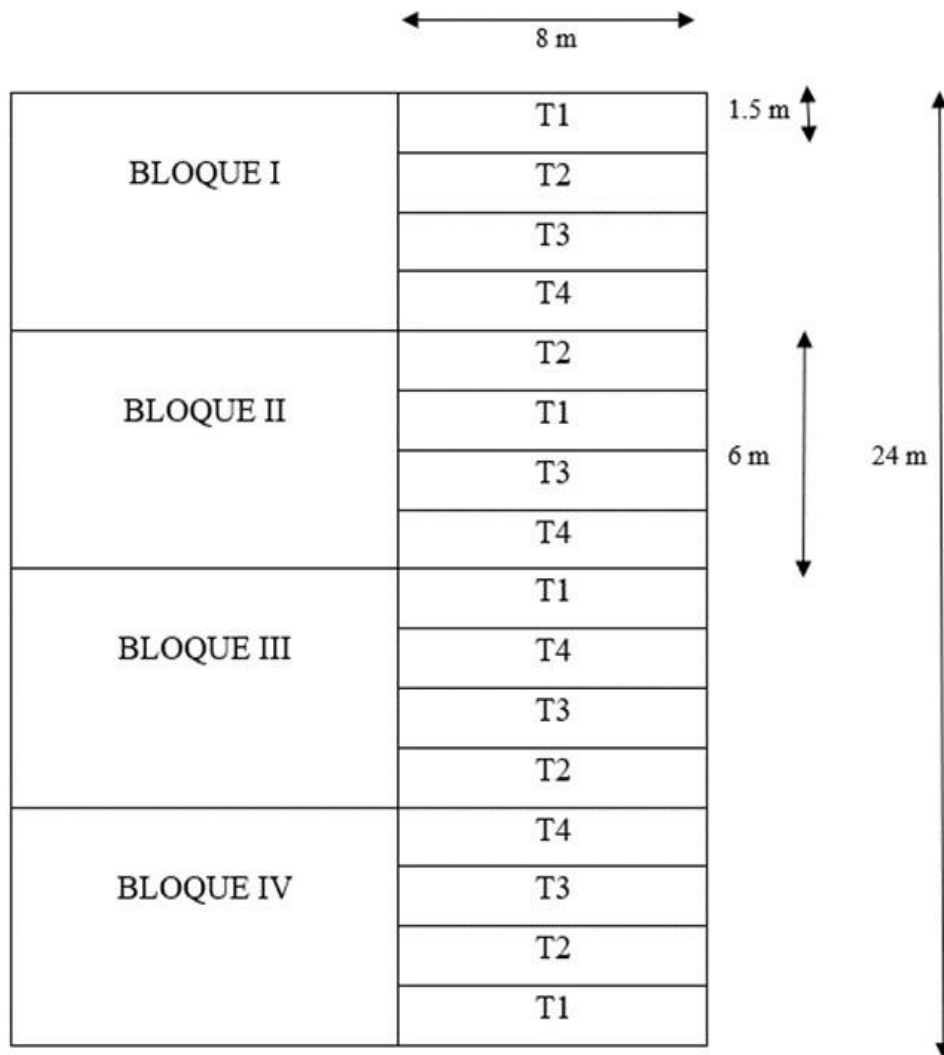 8 m
T1
1.5 m
BLOQUE I
T2
T3
T4
T2
BLOQUE II
T1
T3
6 m
24 m
T4
T1
BLOQUE III
T4
T3
T2
T4
BLOQUE IV
T3
T2
T1